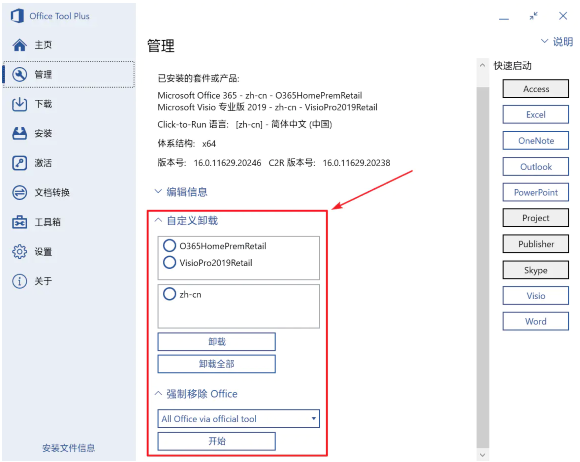 Office Tool Plus
主页
管理
下载
安装
激活
文档转换
工具箱
设置
关于
安装文件信息
管理
已安装的套件或产品:
Microsoft Office 365 - zh-cn - O365HomePremRetail
Microsoft Visio 专业版 2019 - zh-cn - VisioPro2019Retail
Click-to-Run 语言: [zh-cn] - 简体中文 (中国)
体系结构: x64
版本号: 16.0.11629.20246 C2R 版本号: 16.0.11629.20238
编辑信息
自定义卸载
O365HomePremRetail
VisioPro2019Retail
zh-cn
卸载
卸载全部
强制移除 Office
All Office via official tool
开始
说明
快速启动
Access
Excel
OneNote
Outlook
PowerPoint
Project
Publisher
Skype
Visio
Word